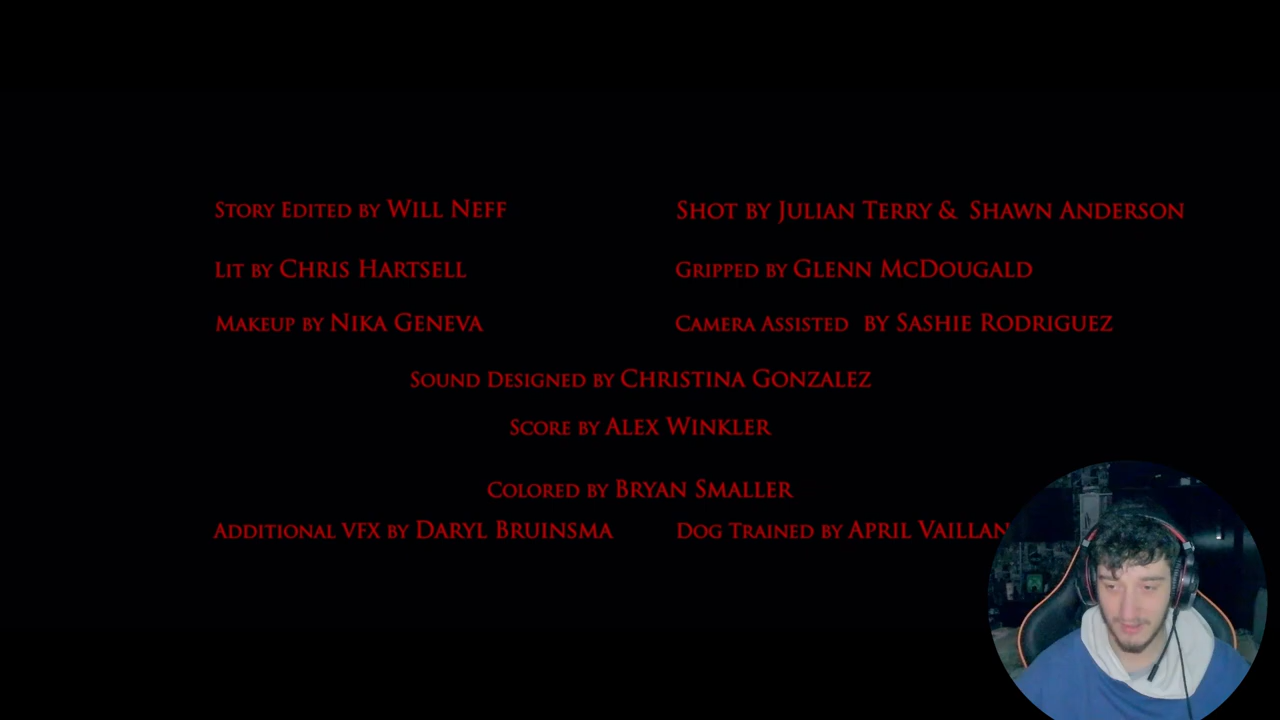 Story Edited by Will Neff
Shot by Julian Terry & Shawn Anderson
Lit by Chris Hartsell
Gripped by Glenn McDougald
Makeup by Nika Geneva
Camera Assisted by Sashie Rodriguez
Sound Designed by Christina Gonzalez
Score by Alex Winkler
Colored by Bryan Smaller
Additional VFX by Daryl Bruinsma
Dog Trained by April